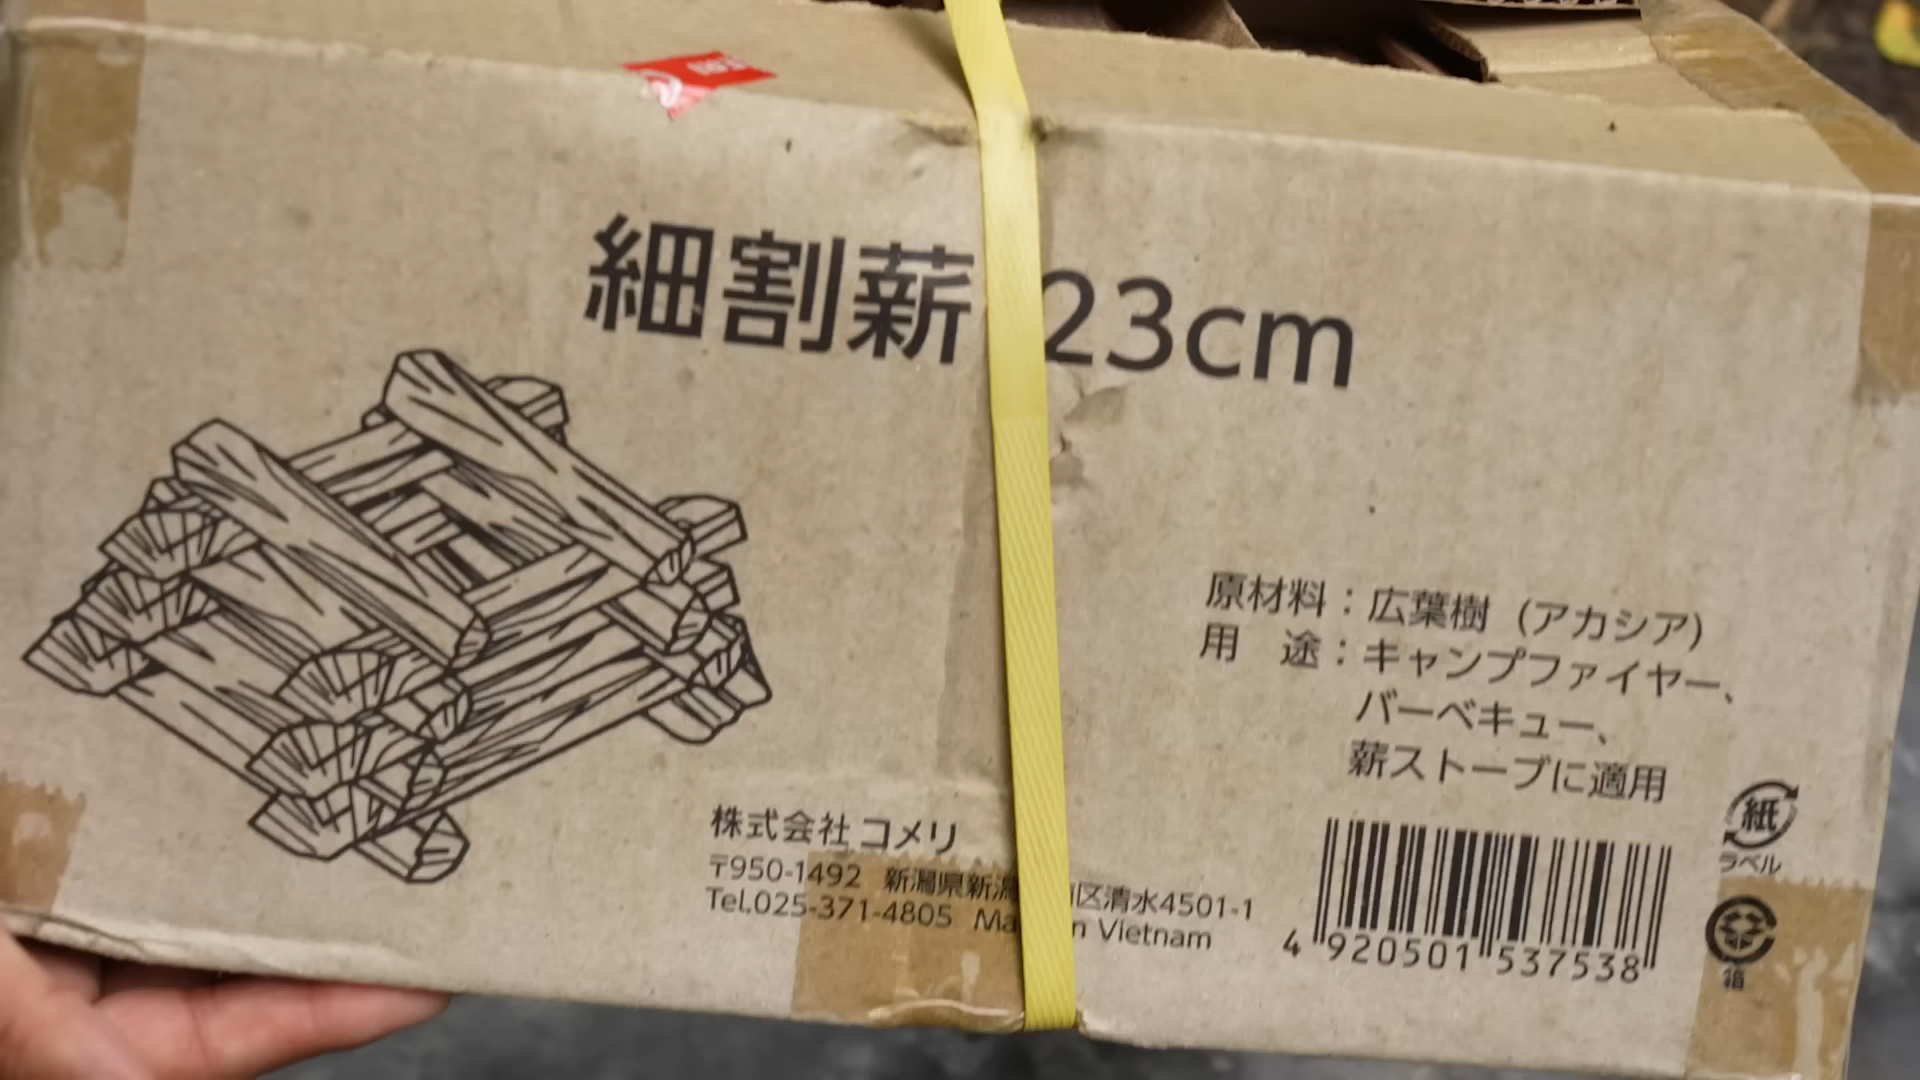 細割薪 23cm
原材料：広葉樹（アカシア）
用　途：キャンプファイヤー、
バーベキュー、
薪ストーブに適用
株式会社コメリ
〒950-1492 新潟県新潟 区清水4501-1
Tel.025-371-4805 Vietnam
4 920501 537538
紙
ラベル
箱